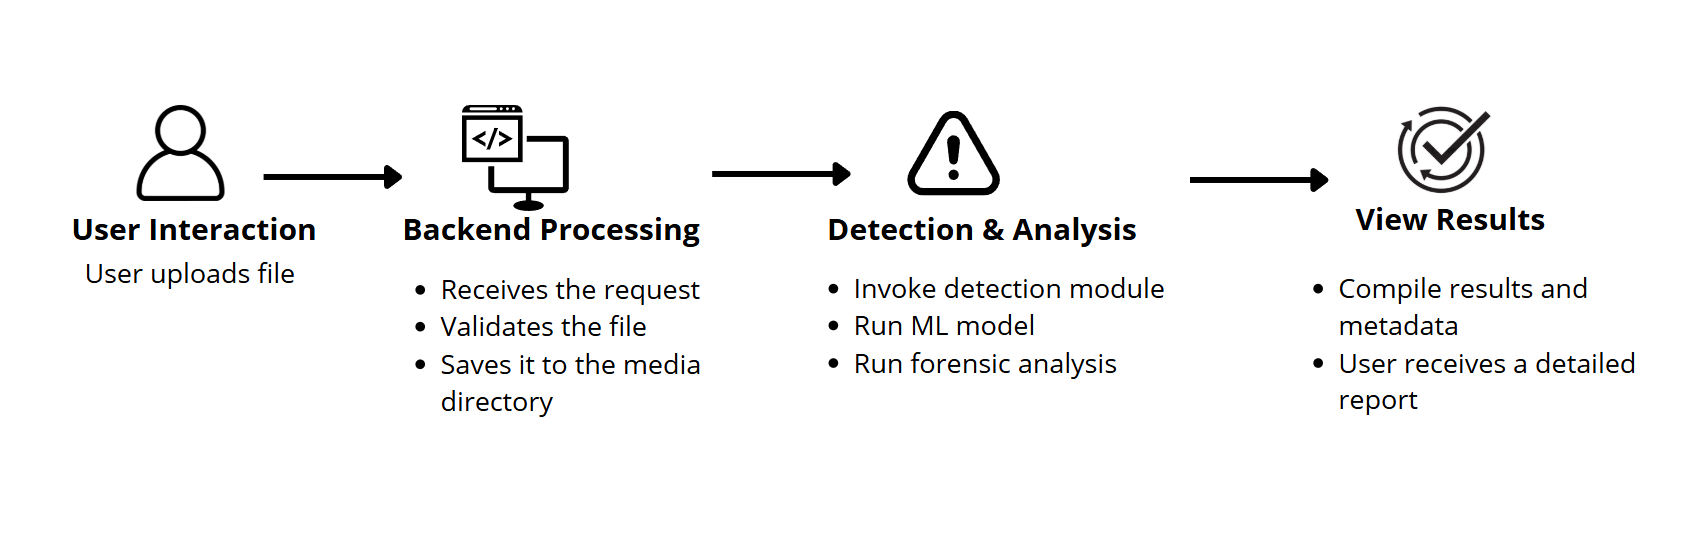 </>
User Interaction
User uploads file
Backend Processing
• Receives the request
• Validates the file
• Saves it to the media
directory
Detection & Analysis
• Invoke detection module
• Run ML model
• Run forensic analysis
View Results
• Compile results and
metadata
• User receives a detailed
report